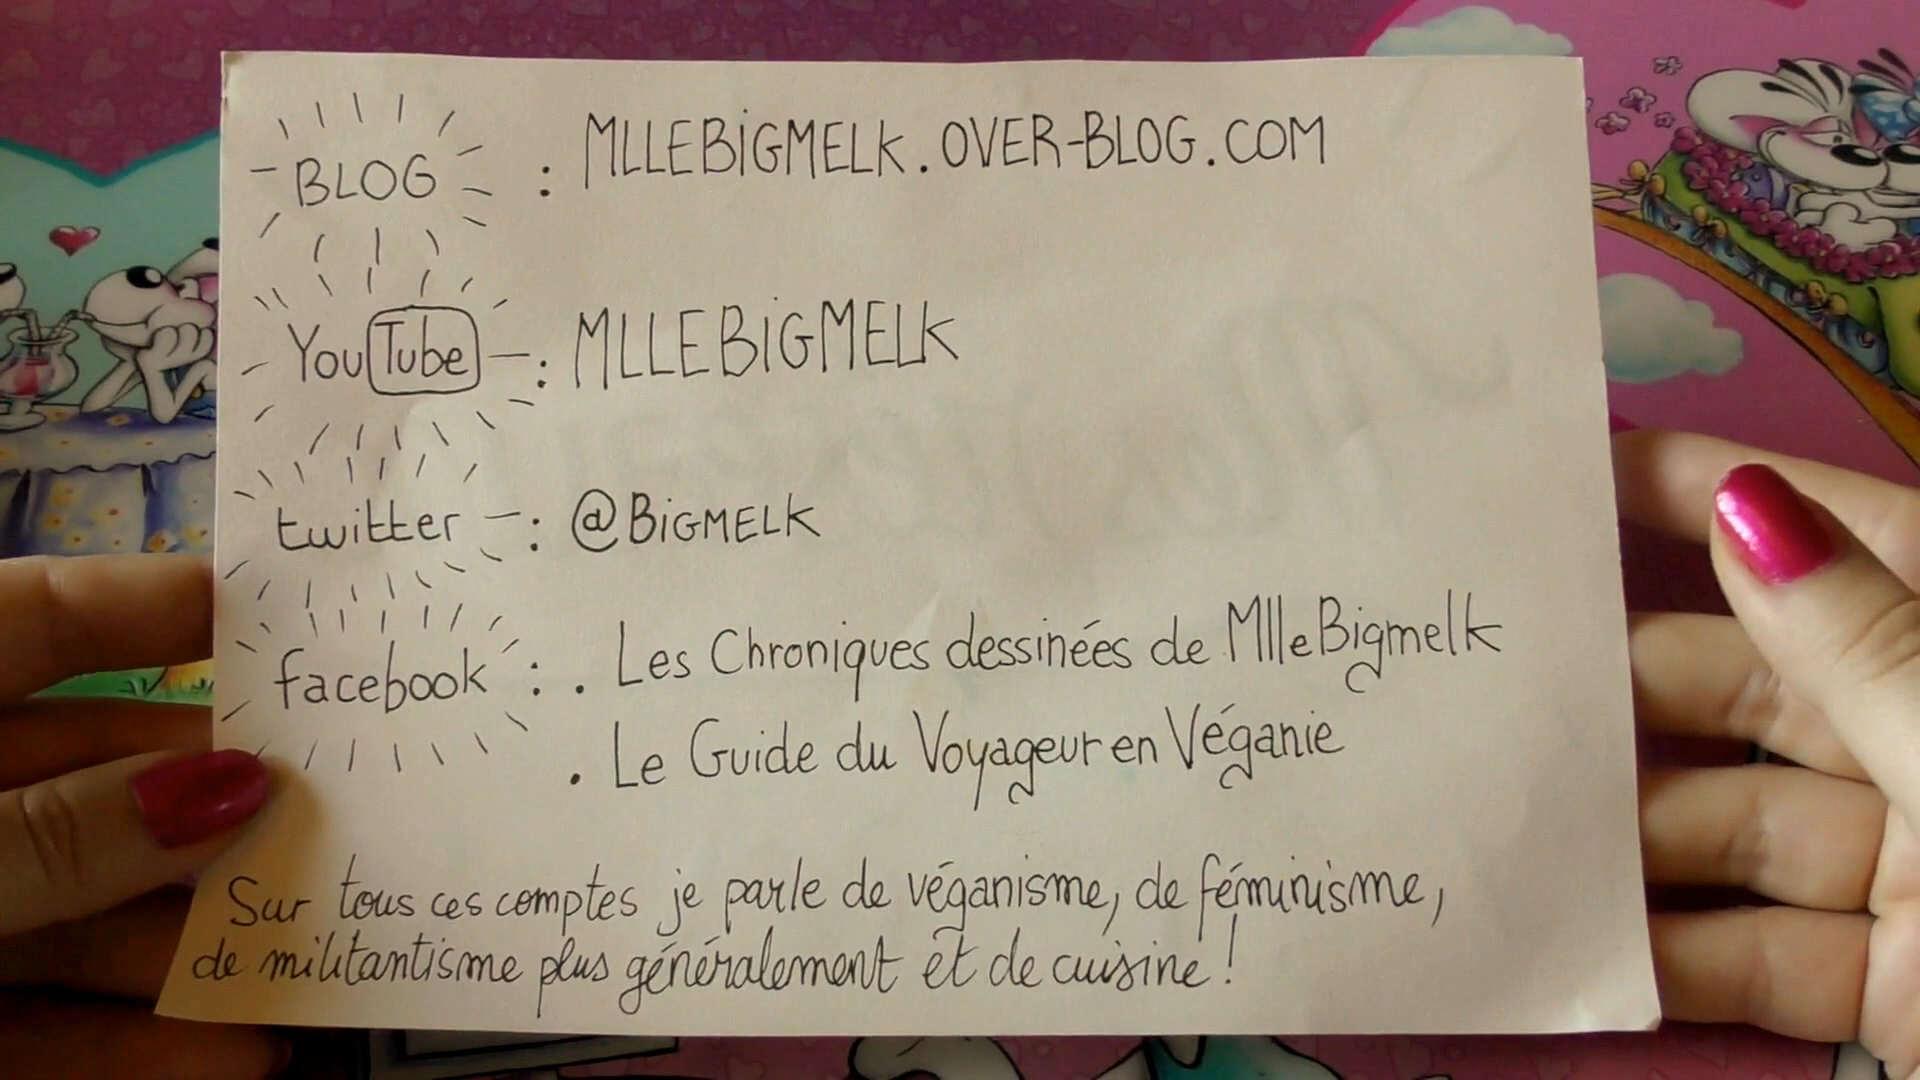 BLOG : MLLEBiGMELK.OVER-BLOG.COM
YouTube : MLLEBiGMELK
twitter : @BiGMELK
facebook : . Les Chroniques dessinées de MlleBigmelk
. Le Guide du Voyageur en Véganie
Sur tous ces comptes je parle de véganisme, de féminisme,
de militantisme plus généralement et de cuisine !